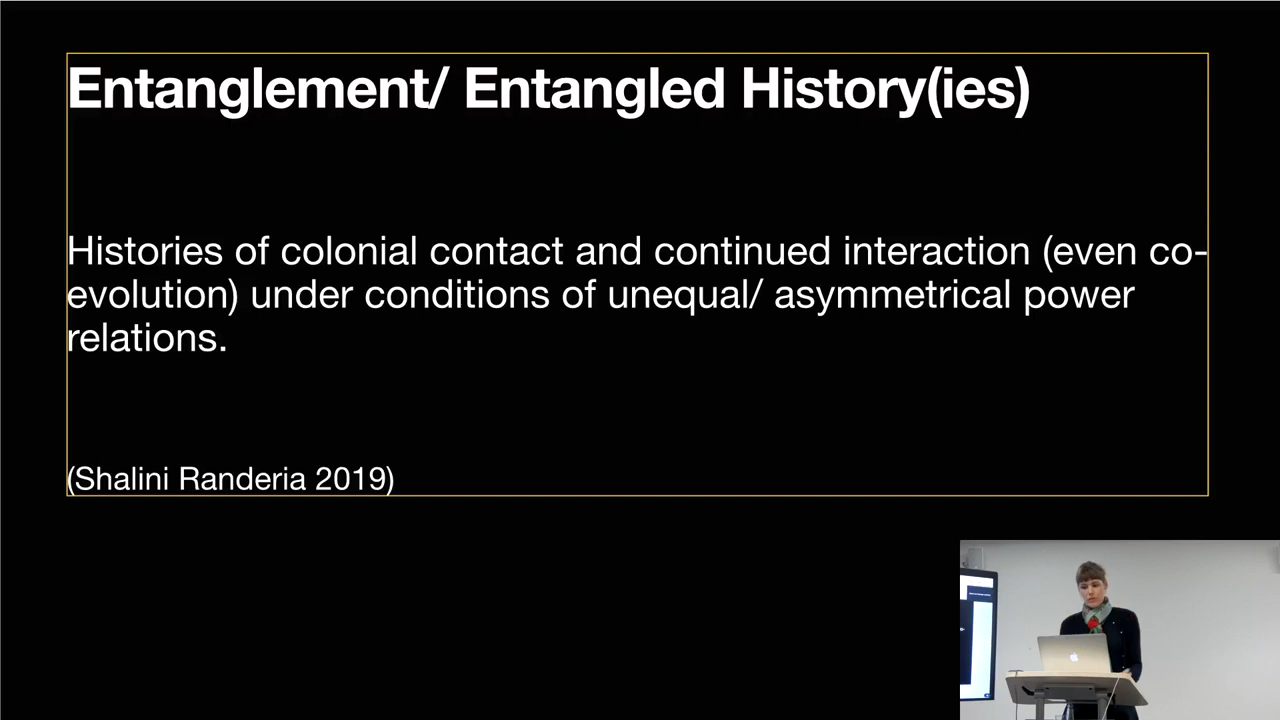 Entanglement/ Entangled History(ies)
Histories of colonial contact and continued interaction (even co-
evolution) under conditions of unequal/ asymmetrical power
relations.
(Shalini Randeria 2019)